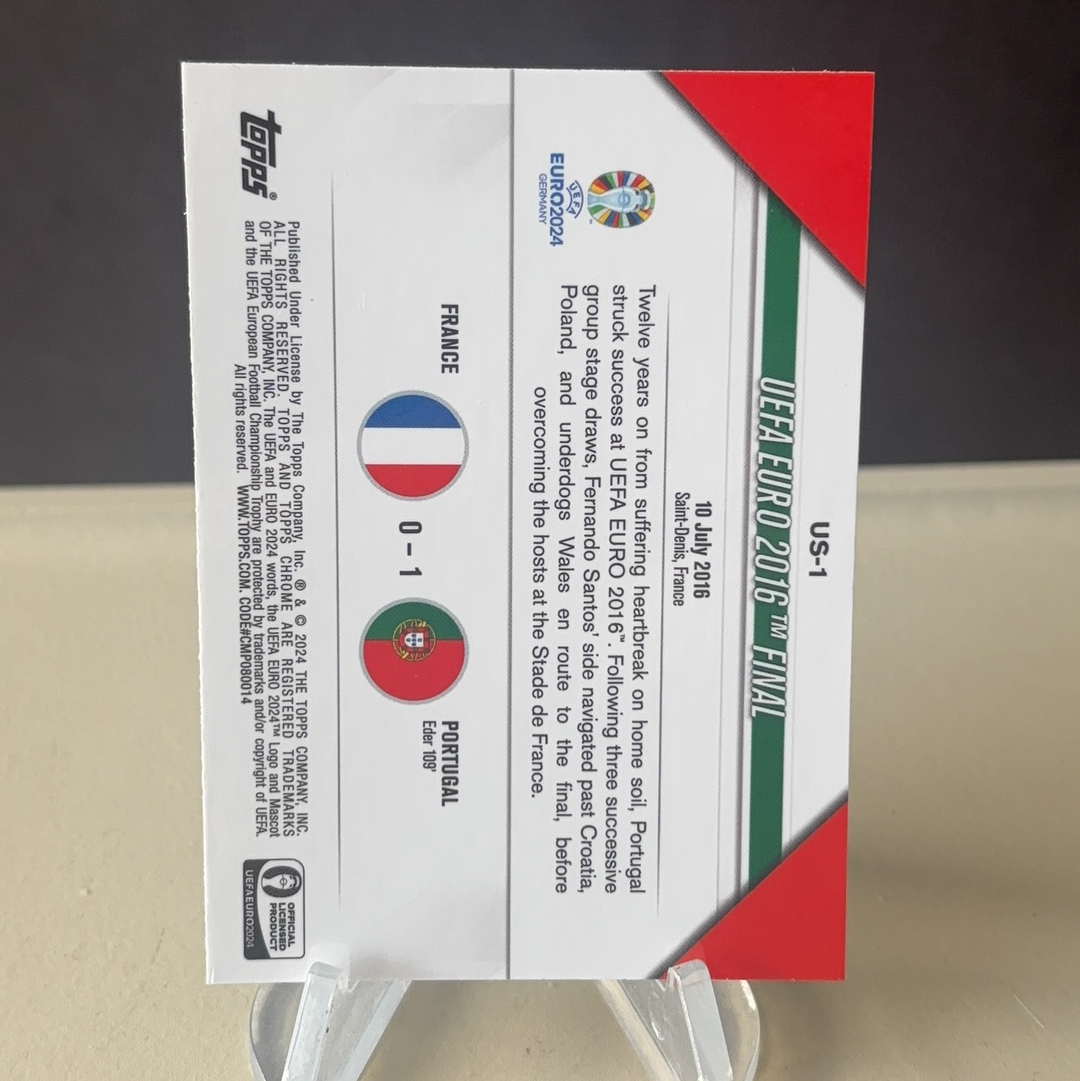 US-1
UEFA EURO 2016™ FINAL
10 July 2016
Saint-Denis, France
Twelve years on from suffering heartbreak on home soil, Portugal
struck success at UEFA EURO 2016™. Following three successive
group stage draws, Fernando Santos' side navigated past Croatia,
Poland, and underdogs Wales en route to the final, before
overcoming the hosts at the Stade de France.
UEFA
EURO2024
GERMANY
FRANCE
0 – 1
PORTUGAL
Eder 109'
topps®
Published Under License by The Topps Company, Inc. ® & © 2024 THE TOPPS COMPANY, INC.
ALL RIGHTS RESERVED. TOPPS AND TOPPS CHROME ARE REGISTERED TRADEMARKS
OF THE TOPPS COMPANY, INC. The UEFA and EURO 2024 words, the UEFA EURO 2024™ Logo and Mascot
and the UEFA European Football Championship Trophy are protected by trademarks and/or copyright of UEFA.
All rights reserved. WWW.TOPPS.COM. CODE#CMP080014
OFFICIAL
LICENSED
PRODUCT
UEFAEURO2024